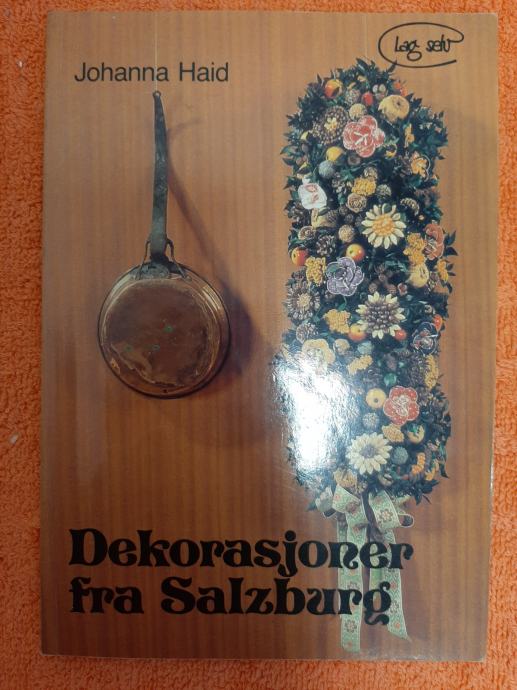 Lag selv
Johanna Haid
Dekorasjoner
fra Salzburg